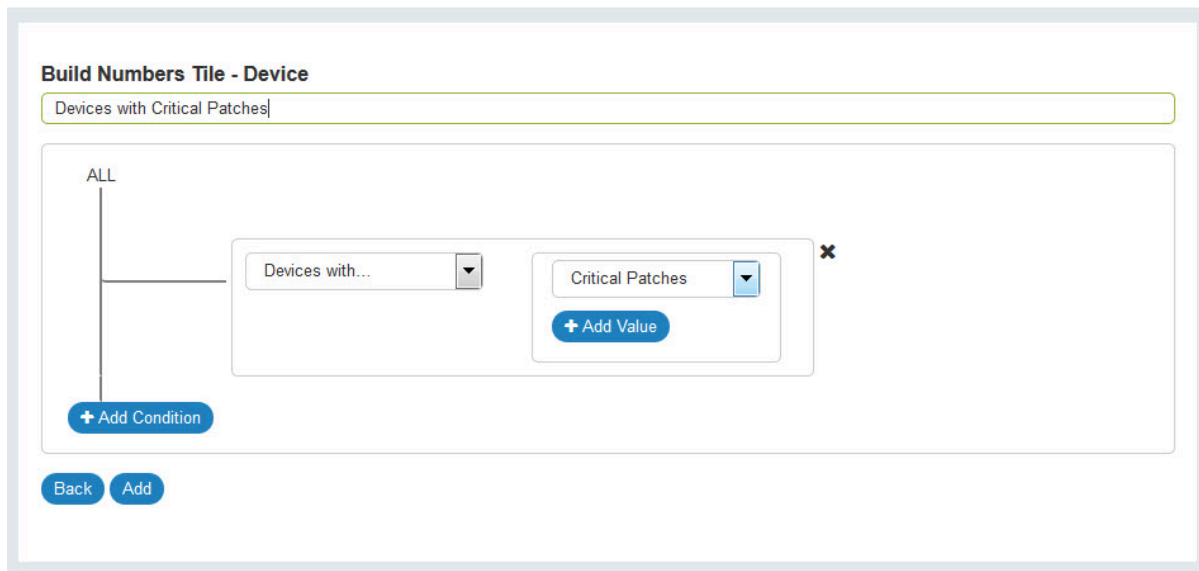 Build Numbers Tile - Device
Devices with Critical Patches
ALL
Devices with...
Critical Patches
Add Value
Add Condition
Back
Add